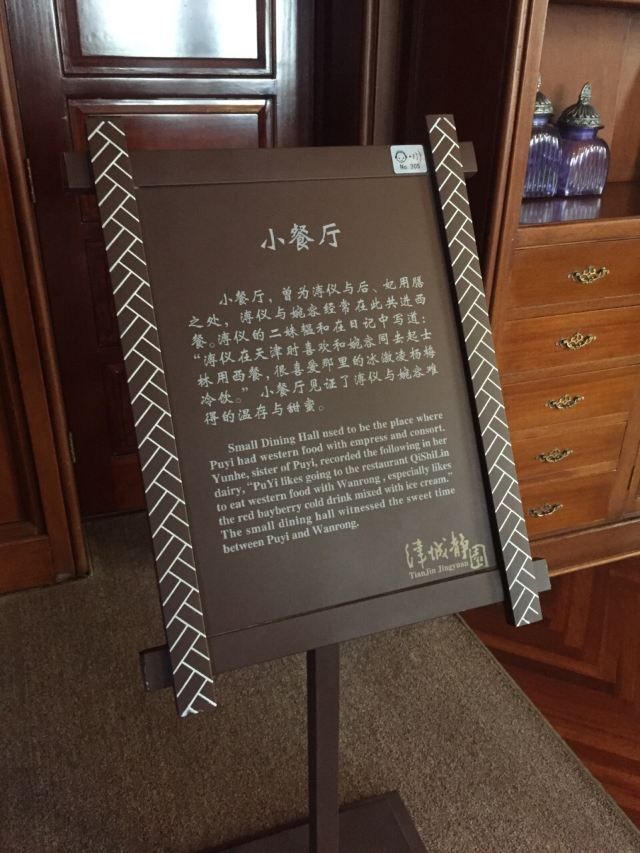 No. 305
小餐厅
小餐厅，曾为溥仪与后、妃用膳
之处，溥仪与婉容经常在此共进西
餐。溥仪的二妹韫和在日记中写道：
“溥仪在天津时喜欢和婉容同去起士
林用西餐，很喜爱那里的冰激凌杨梅
冷饮。”小餐厅见证了溥仪与婉容难
得的温存与甜蜜。
Small Dining Hall used to be the place where
Puyi had western food with empress and consort.
Yunhe, sister of Puyi, recorded the following in her
dairy, "PuYi likes going to the restaurant QiShiLin
to eat western food with Wanrong , especially likes
the red bayberry cold drink mixed with ice cream."
The small dining hall witnessed the sweet time
between Puyi and Wanrong.
津城静园
TianJin Jingyuan